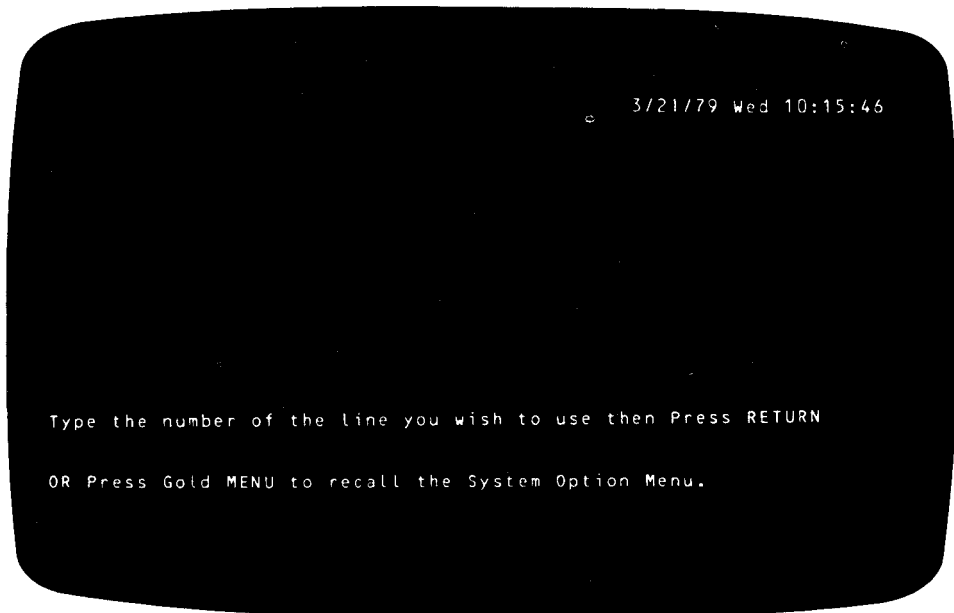 3/21/79 Wed 10:15:46
Type the number of the line you wish to use then Press RETURN
OR Press Gold MENU to recall the System Option Menu.